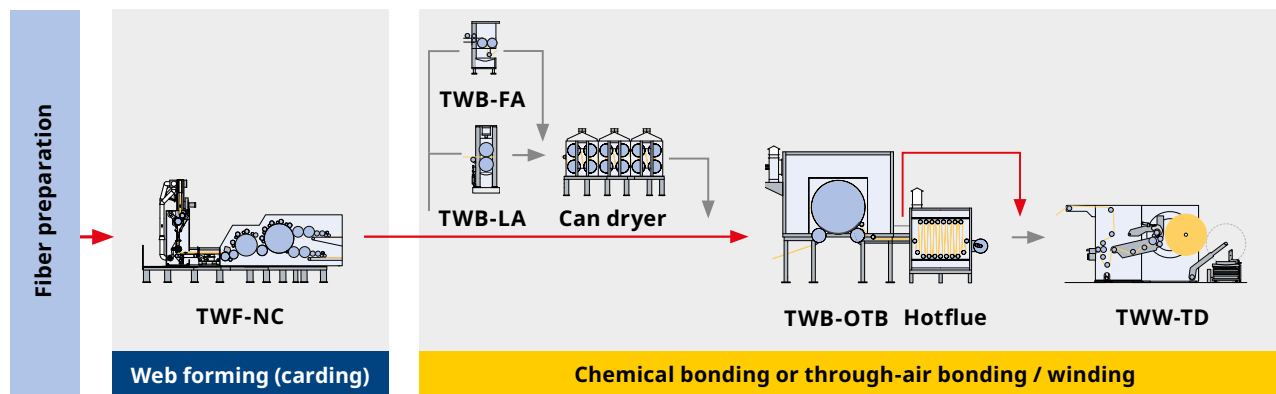 Fiber preparation
TWF-NC
Web forming (carding)
TWB-FA
TWB-LA
Can dryer
TWB-OTB
Hotflue
TWW-TD
Chemical bonding or through-air bonding / winding